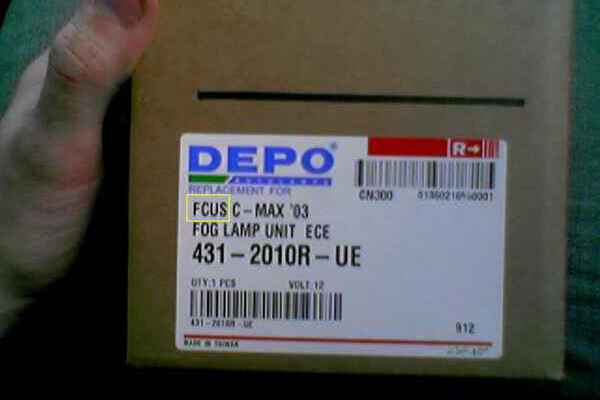 DEPO®
AUTOLAMPS
R→
REPLACEMENT FOR
CN300
FCUS C-MAX '03
FOG LAMP UNIT ECE
431-2010R-UE
QTY:1 PCS VOLT:12
431-2010R-UE
912
MADE IN TAIWAN